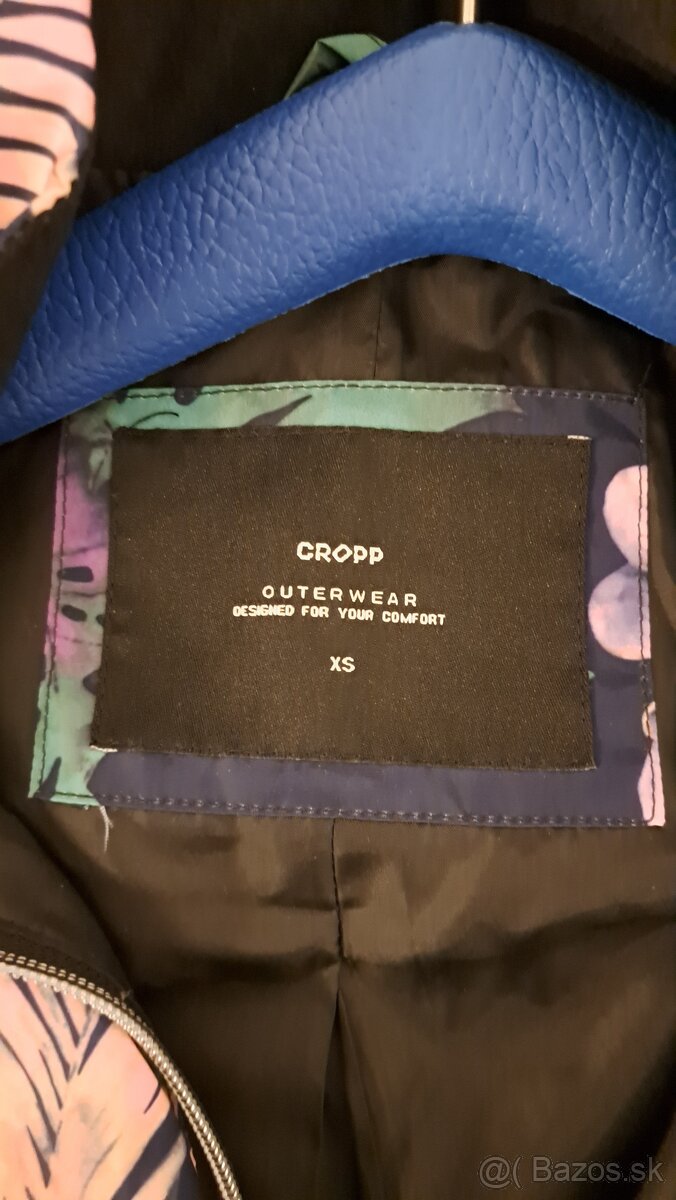 CROPP
OUTERWEAR
DESIGNED FOR YOUR COMFORT
XS
@( Bazos.sk